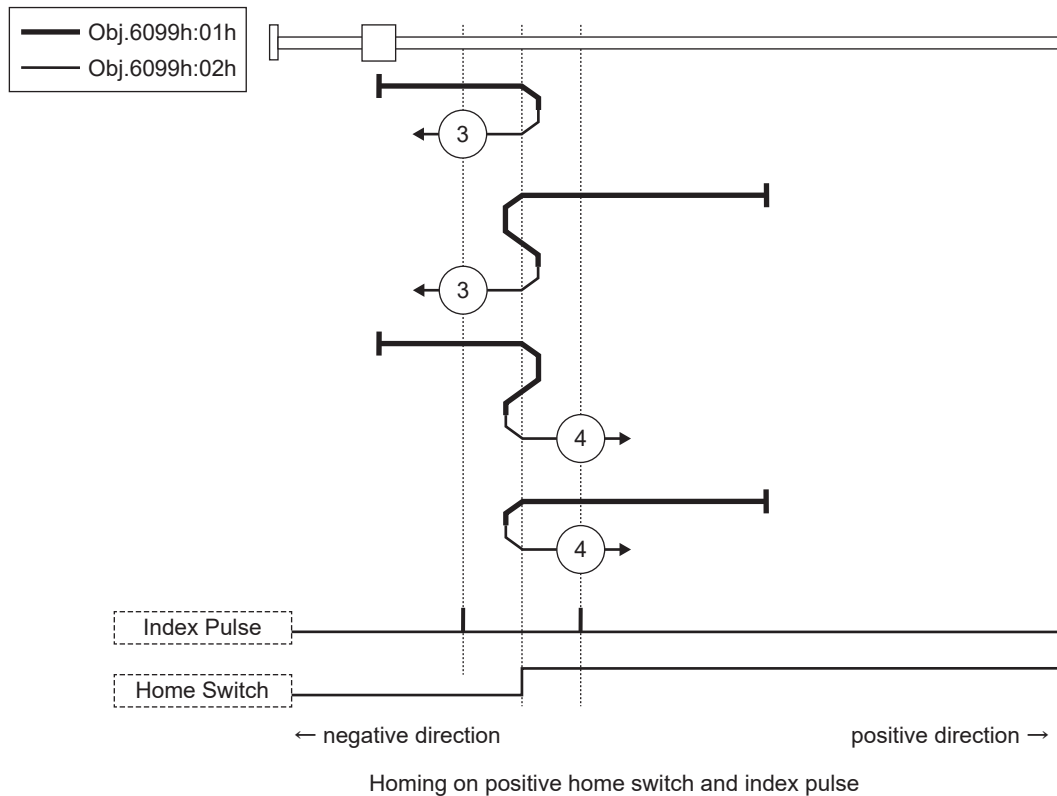 Obj.6099h:01h
Obj.6099h:02h
3
3
4
4
Index Pulse
Home Switch
← negative direction
positive direction →
Homing on positive home switch and index pulse